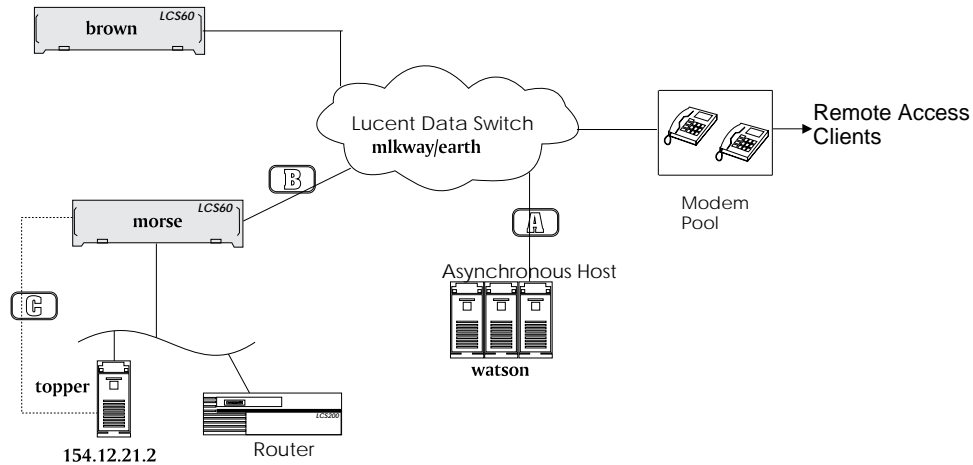 LCS60
brown
Lucent Data Switch
mlkway/earth
Remote Access
Clients
B
LCS60
morse
A
Modem
Pool
Asynchronous Host
C
watson
topper
LCS200
Router
154.12.21.2